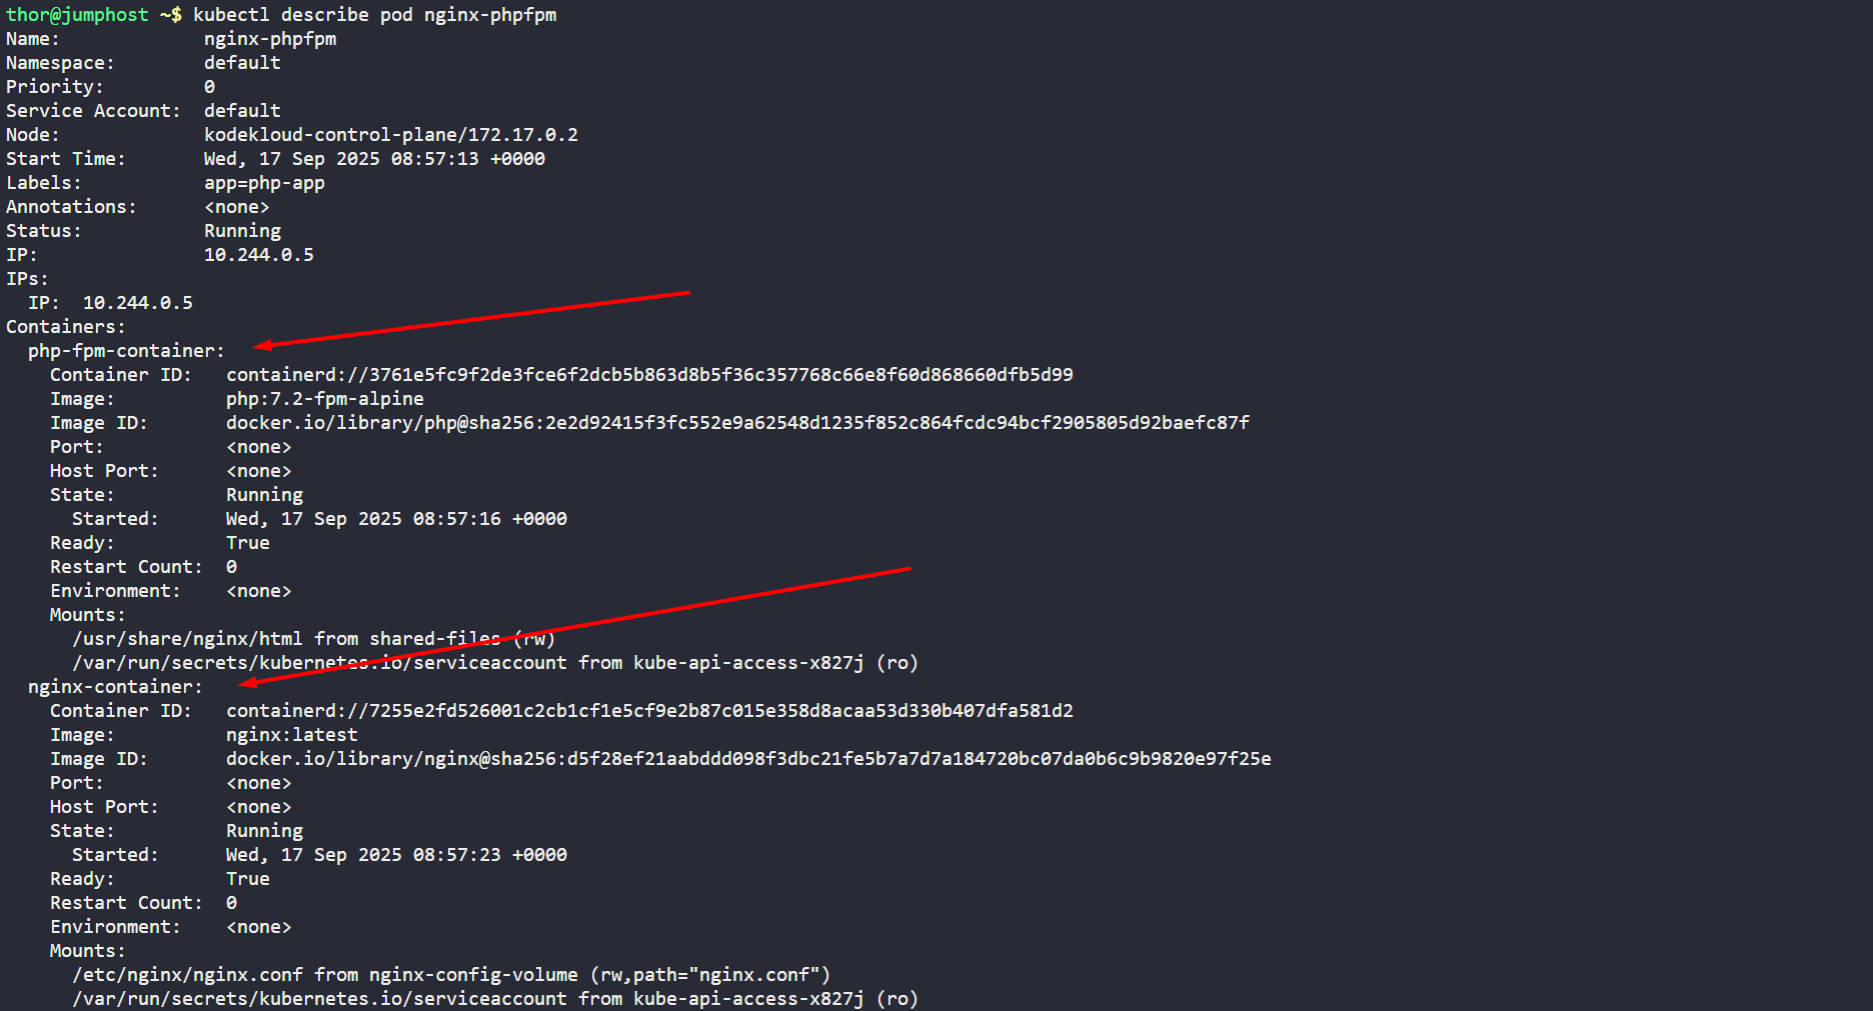 thor@jumphost ~$ kubectl describe pod nginx-phpfpm
Name:             nginx-phpfpm
Namespace:        default
Priority:         0
Service Account:  default
Node:             kodekloud-control-plane/172.17.0.2
Start Time:       Wed, 17 Sep 2025 08:57:13 +0000
Labels:           app=php-app
Annotations:      <none>
Status:           Running
IP:               10.244.0.5
IPs:
  IP:  10.244.0.5
Containers:
  php-fpm-container:
    Container ID:   containerd://3761e5fc9f2de3fce6f2dcb5b863d8b5f36c357768c66e8f60d868660dfb5d99
    Image:          php:7.2-fpm-alpine
    Image ID:       docker.io/library/php@sha256:2e2d92415f3fc552e9a62548d1235f852c864fcdc94bcf2905805d92baefc87f
    Port:           <none>
    Host Port:      <none>
    State:          Running
      Started:      Wed, 17 Sep 2025 08:57:16 +0000
    Ready:          True
    Restart Count:  0
    Environment:    <none>
    Mounts:
      /usr/share/nginx/html from shared-files (rw)
      /var/run/secrets/kubernetes.io/serviceaccount from kube-api-access-x827j (ro)
  nginx-container:
    Container ID:   containerd://7255e2fd526001c2cb1cf1e5cf9e2b87c015e358d8acaa53d330b407dfa581d2
    Image:          nginx:latest
    Image ID:       docker.io/library/nginx@sha256:d5f28ef21aabddd098f3dbc21fe5b7a7d7a184720bc07da0b6c9b9820e97f25e
    Port:           <none>
    Host Port:      <none>
    State:          Running
      Started:      Wed, 17 Sep 2025 08:57:23 +0000
    Ready:          True
    Restart Count:  0
    Environment:    <none>
    Mounts:
      /etc/nginx/nginx.conf from nginx-config-volume (rw,path="nginx.conf")
      /var/run/secrets/kubernetes.io/serviceaccount from kube-api-access-x827j (ro)